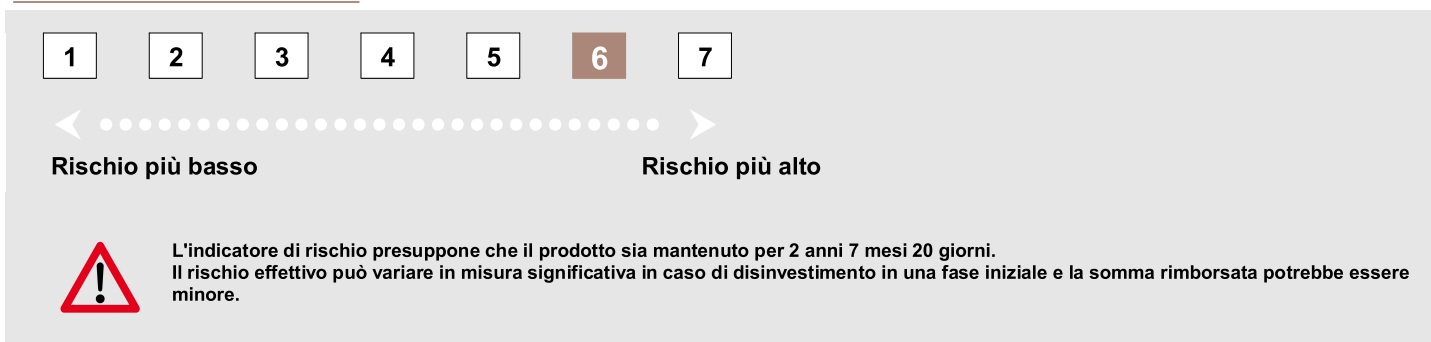 1 2 3 4 5 6 7
Rischio più basso Rischio più alto
L'indicatore di rischio presuppone che il prodotto sia mantenuto per 2 anni 7 mesi 20 giorni.
Il rischio effettivo può variare in misura significativa in caso di disinvestimento in una fase iniziale e la somma rimborsata potrebbe essere
minore.